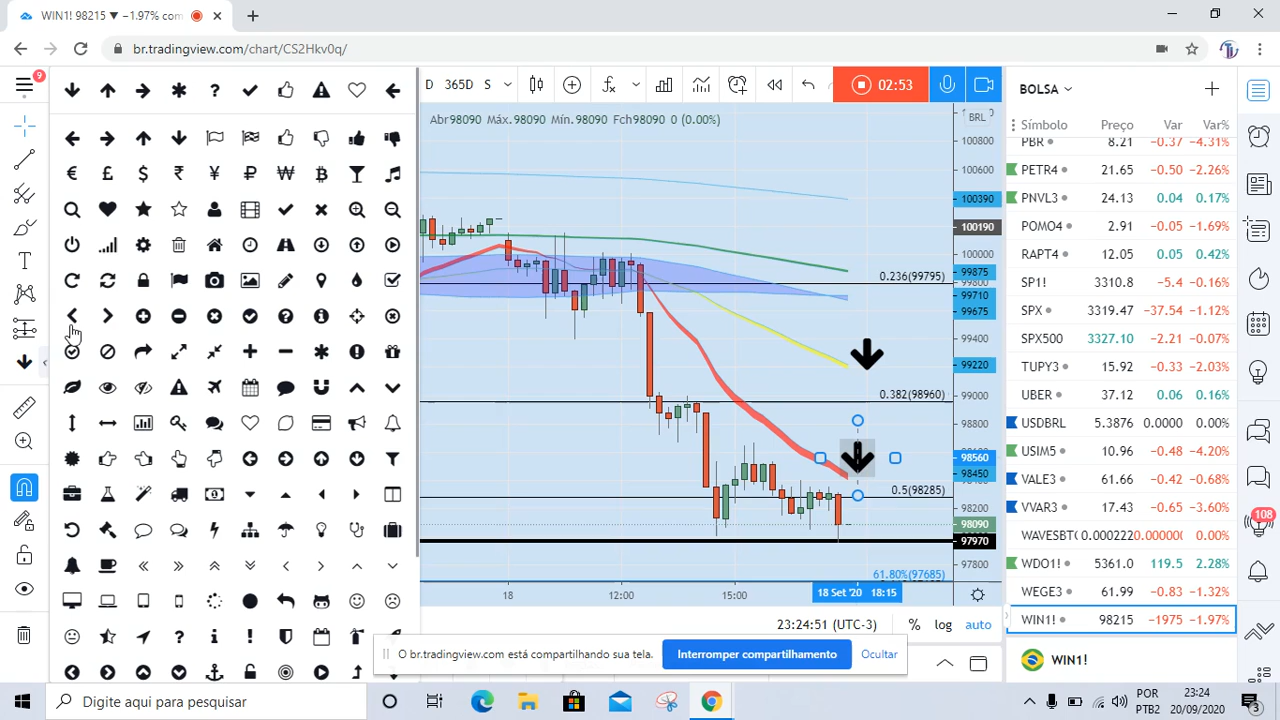 WIN1! 98215 ▼ −1.97% com
br.tradingview.com/chart/CS2Hkv0q/
9
D 365D S
02:53
BOLSA
Abr98090 Máx.98090 Mín.98090 Fch98090 0 (0.00%)
BRL
Símbolo Preço Var Var%
PBR 8.21 −0.37 −4.31%
PETR4 21.65 −0.50 −2.26%
PNVL3 24.13 0.04 0.17%
POMO4 2.91 −0.05 −1.69%
RAPT4 12.05 0.05 0.42%
SP1! 3310.8 −5.4 −0.16%
SPX 3319.47 −37.54 −1.12%
SPX500 3327.10 −2.21 −0.07%
TUPY3 15.92 −0.33 −2.03%
UBER 37.12 0.06 0.16%
USDBRL 5.3876 0.0000 0.00%
USIM5 10.96 −0.48 −4.20%
VALE3 61.60 −0.42 −0.68%
VVAR3 17.43 −0.65 −3.60%
WAVESBT 0.000222 0.00000 0.00%
WDO1! 5361.0 119.5 2.28%
WEGE3 61.99 −0.83 −1.32%
WIN1! 98215 −1975 −1.97%
WIN1!
108
100800
100600
100390
100190
100000
99875
99800
99710
99675
99400
99220
99000
98800
98560
98450
98200
98090
97970
97800
97600
0.236(99795)
0.382(98960)
0.5(98285)
61.80%(97685)
18 12:00 15:00 18 Set '20 18:15
23:24:51 (UTC-3) % log auto
O br.tradingview.com está compartilhando sua tela. Interromper compartilhamento Ocultar
Digite aqui para pesquisar
POR
PTB2
23:24
20/09/2020
3